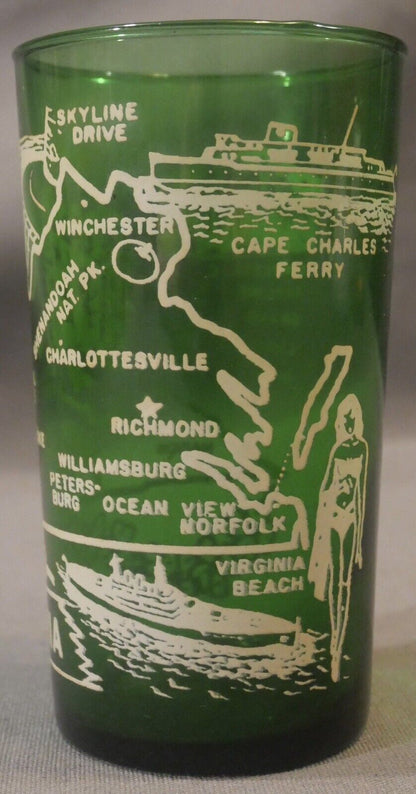 SKYLINE
DRIVE
WINCHESTER
CAPE CHARLES
FERRY
SHENANDOAH
NAT. PK.
CHARLOTTESVILLE
RICHMOND
WILLIAMSBURG
PETERS-
BURG
OCEAN VIEW
NORFOLK
VIRGINIA
BEACH